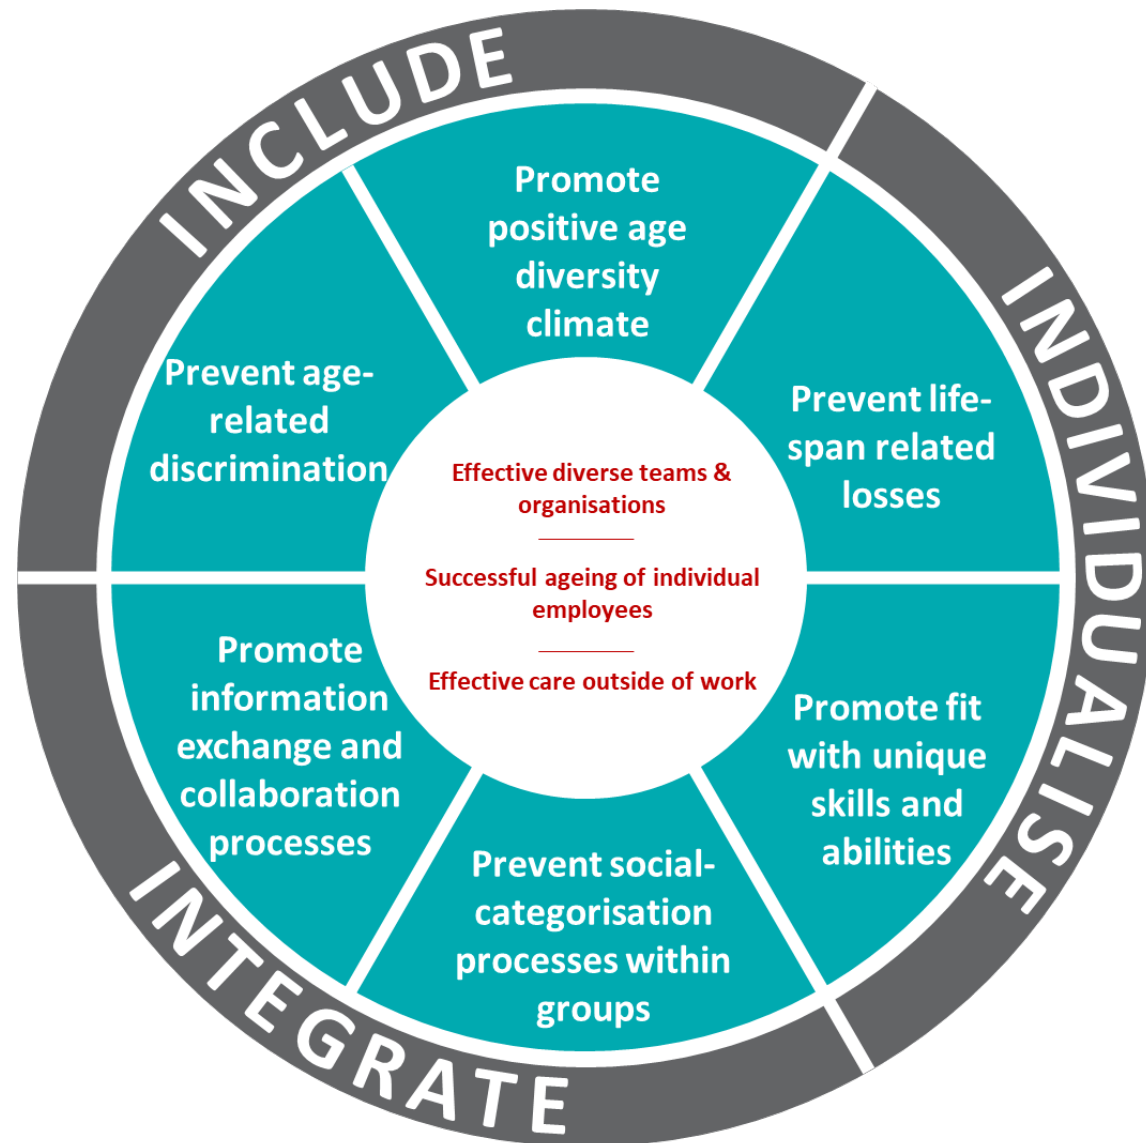 INCLUDE
Promote
positive age
diversity
climate
Prevent age-
related
discrimination
INDIVIDUALISE
Prevent life-
span related
losses
Promote fit
with unique
skills and
abilities
INTEGRATE
Promote
information
exchange and
collaboration
processes
Prevent social-
categorisation
processes within
groups
Effective diverse teams &
organisations
Successful ageing of individual
employees
Effective care outside of work